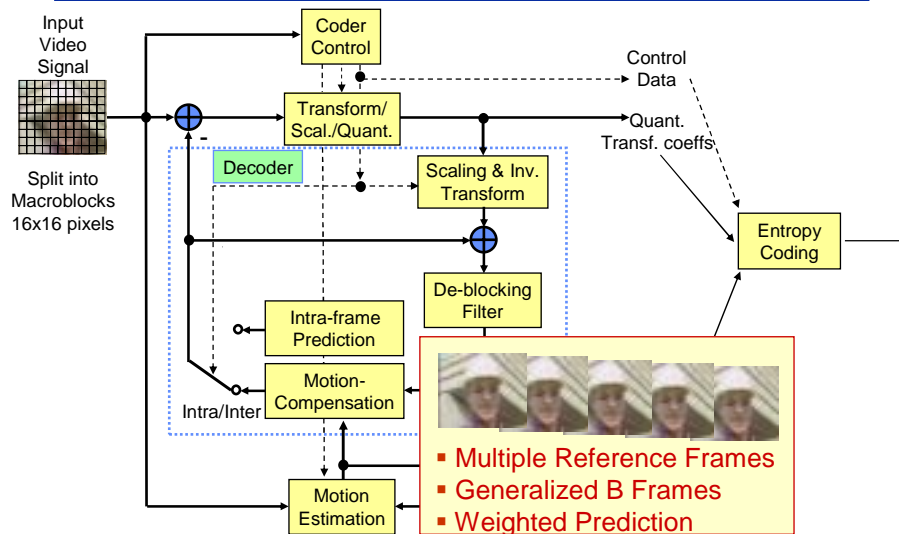 Input
Video
Signal
Coder
Control
Control
Data
Transform/
Scal./Quant.
-
Quant.
Transf. coeffs
Decoder
Split into
Macroblocks
16x16 pixels
Scaling & Inv.
Transform
Entropy
Coding
De-blocking
Filter
Intra-frame
Prediction
Motion-
Compensation
Intra/Inter
▪ Multiple Reference Frames
▪ Generalized B Frames
▪ Weighted Prediction
Motion
Estimation